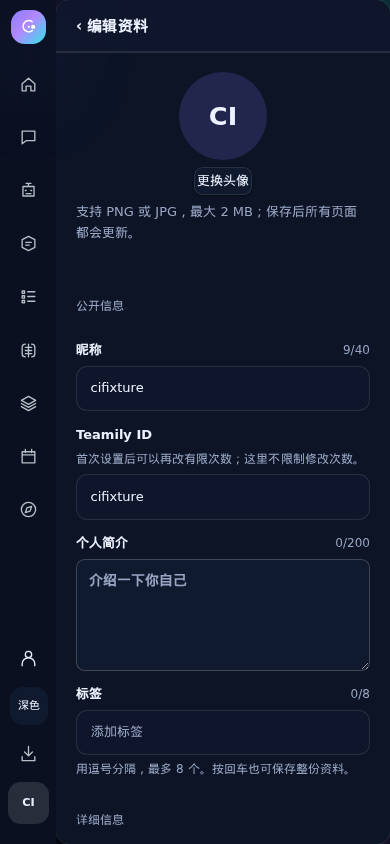 ‹ 编辑资料
CI
更换头像
支持 PNG 或 JPG，最大 2 MB；保存后所有页面
都会更新。
公开信息
昵称 9/40
cifixture
Teamily ID
首次设置后可以再改有限次数；这里不限制修改次数。
cifixture
个人简介 0/200
介绍一下你自己
标签 0/8
添加标签
用逗号分隔，最多 8 个。按回车也可保存整份资料。
详细信息
深色
CI